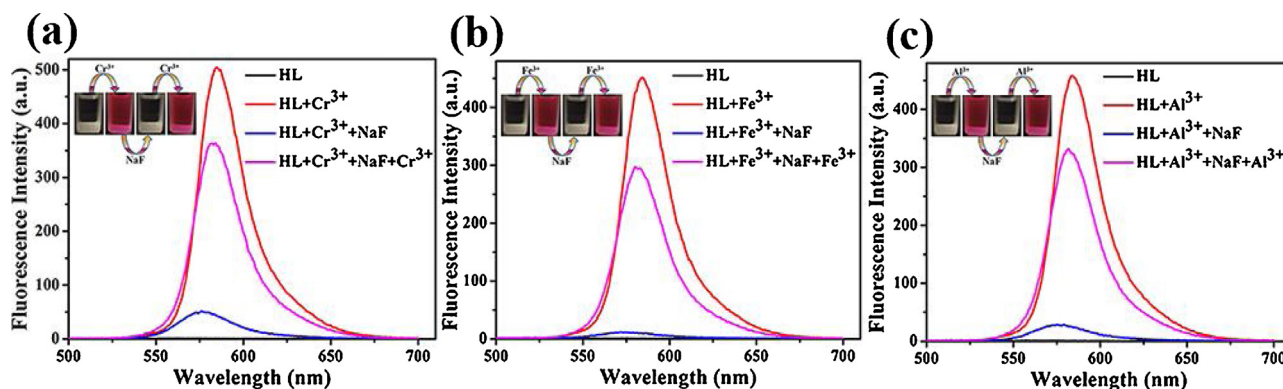 (a)
Fluorescence Intensity (a.u.)
500
400
300
200
100
50
0
Cr³⁺ Cr³⁺
NaF
HL
HL+Cr³⁺
HL+Cr³⁺+NaF
HL+Cr³⁺+NaF+Cr³⁺
500 550 600 650 700
Wavelength (nm)
(b)
Fluorescence Intensity (a.u.)
400
300
200
100
50
0
Fe³⁺ Fe³⁺
NaF
HL
HL+Fe³⁺
HL+Fe³⁺+NaF
HL+Fe³⁺+NaF+Fe³⁺
500 550 600 650 700
Wavelength (nm)
(c)
Fluorescence Intensity (a.u.)
400
300
200
100
50
0
Al³⁺ Al³⁺
NaF
HL
HL+Al³⁺
HL+Al³⁺+NaF
HL+Al³⁺+NaF+Al³⁺
500 550 600 650 700
Wavelength (nm)